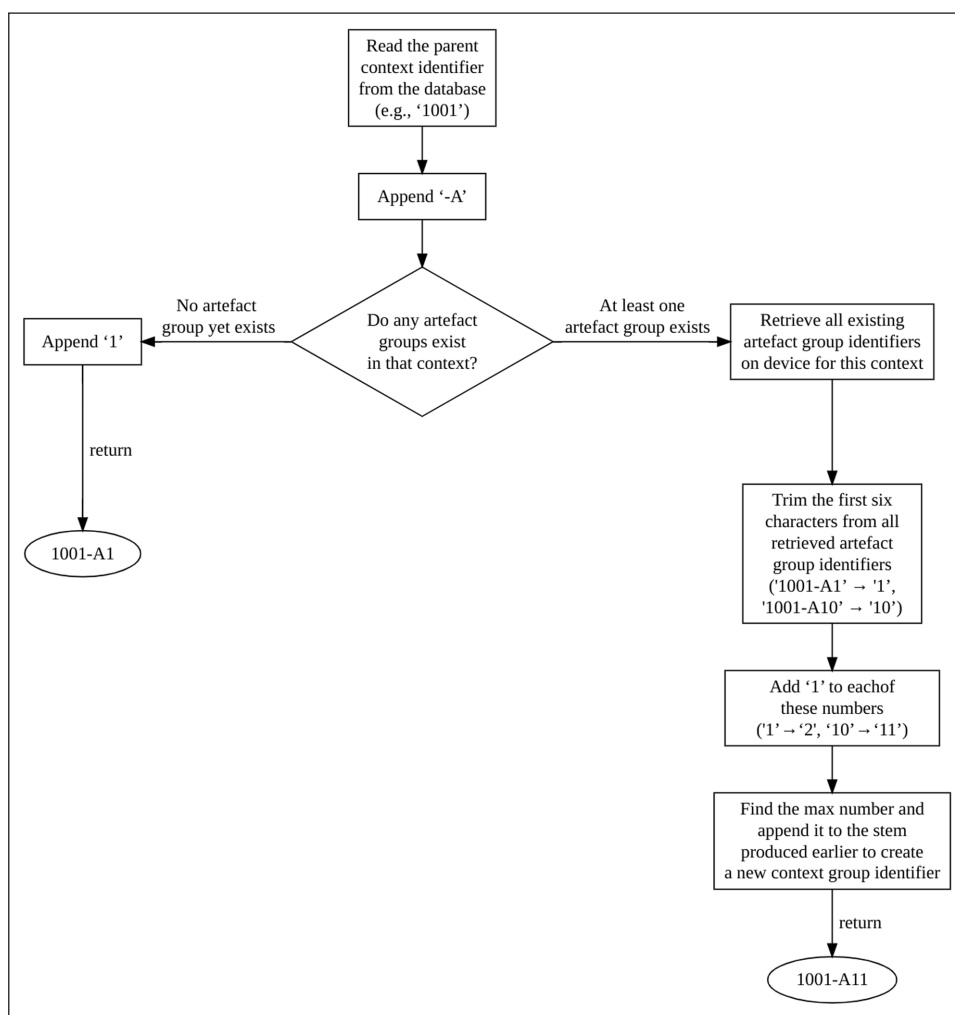 Read the parent
context identifier
from the database
(e.g., ‘1001’)
Append ‘-A’
Do any artefact
groups exist
in that context?
No artefact
group yet exists
Append ‘1’
return
1001-A1
At least one
artefact group exists
Retrieve all existing
artefact group identifiers
on device for this context
Trim the first six
characters from all
retrieved artefact
group identifiers
('1001-A1’ → '1’,
'1001-A10’ → '10’)
Add ‘1’ to eachof
these numbers
('1’→‘2', ‘10’→‘11’)
Find the max number and
append it to the stem
produced earlier to create
a new context group identifier
return
1001-A11